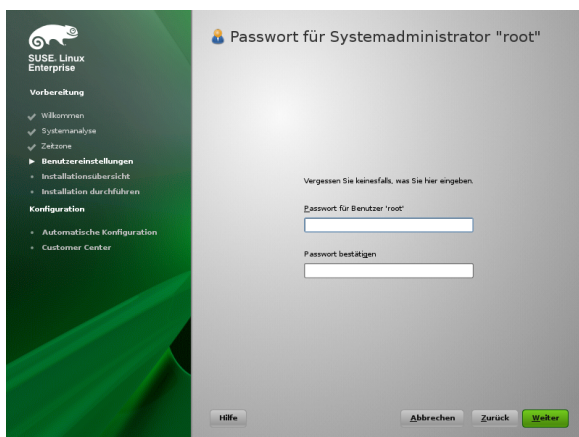 SUSE. Linux
Enterprise
Vorbereitung
Willkommen
Systemanalyse
Zeitzone
Benutzereinstellungen
Installationsübersicht
Installation durchführen
Konfiguration
Automatische Konfiguration
Customer Center
Passwort für Systemadministrator "root"
Vergessen Sie keinesfalls, was Sie hier eingeben.
Passwort für Benutzer 'root'
Passwort bestätigen
Hilfe
Abbrechen
Zurück
Weiter